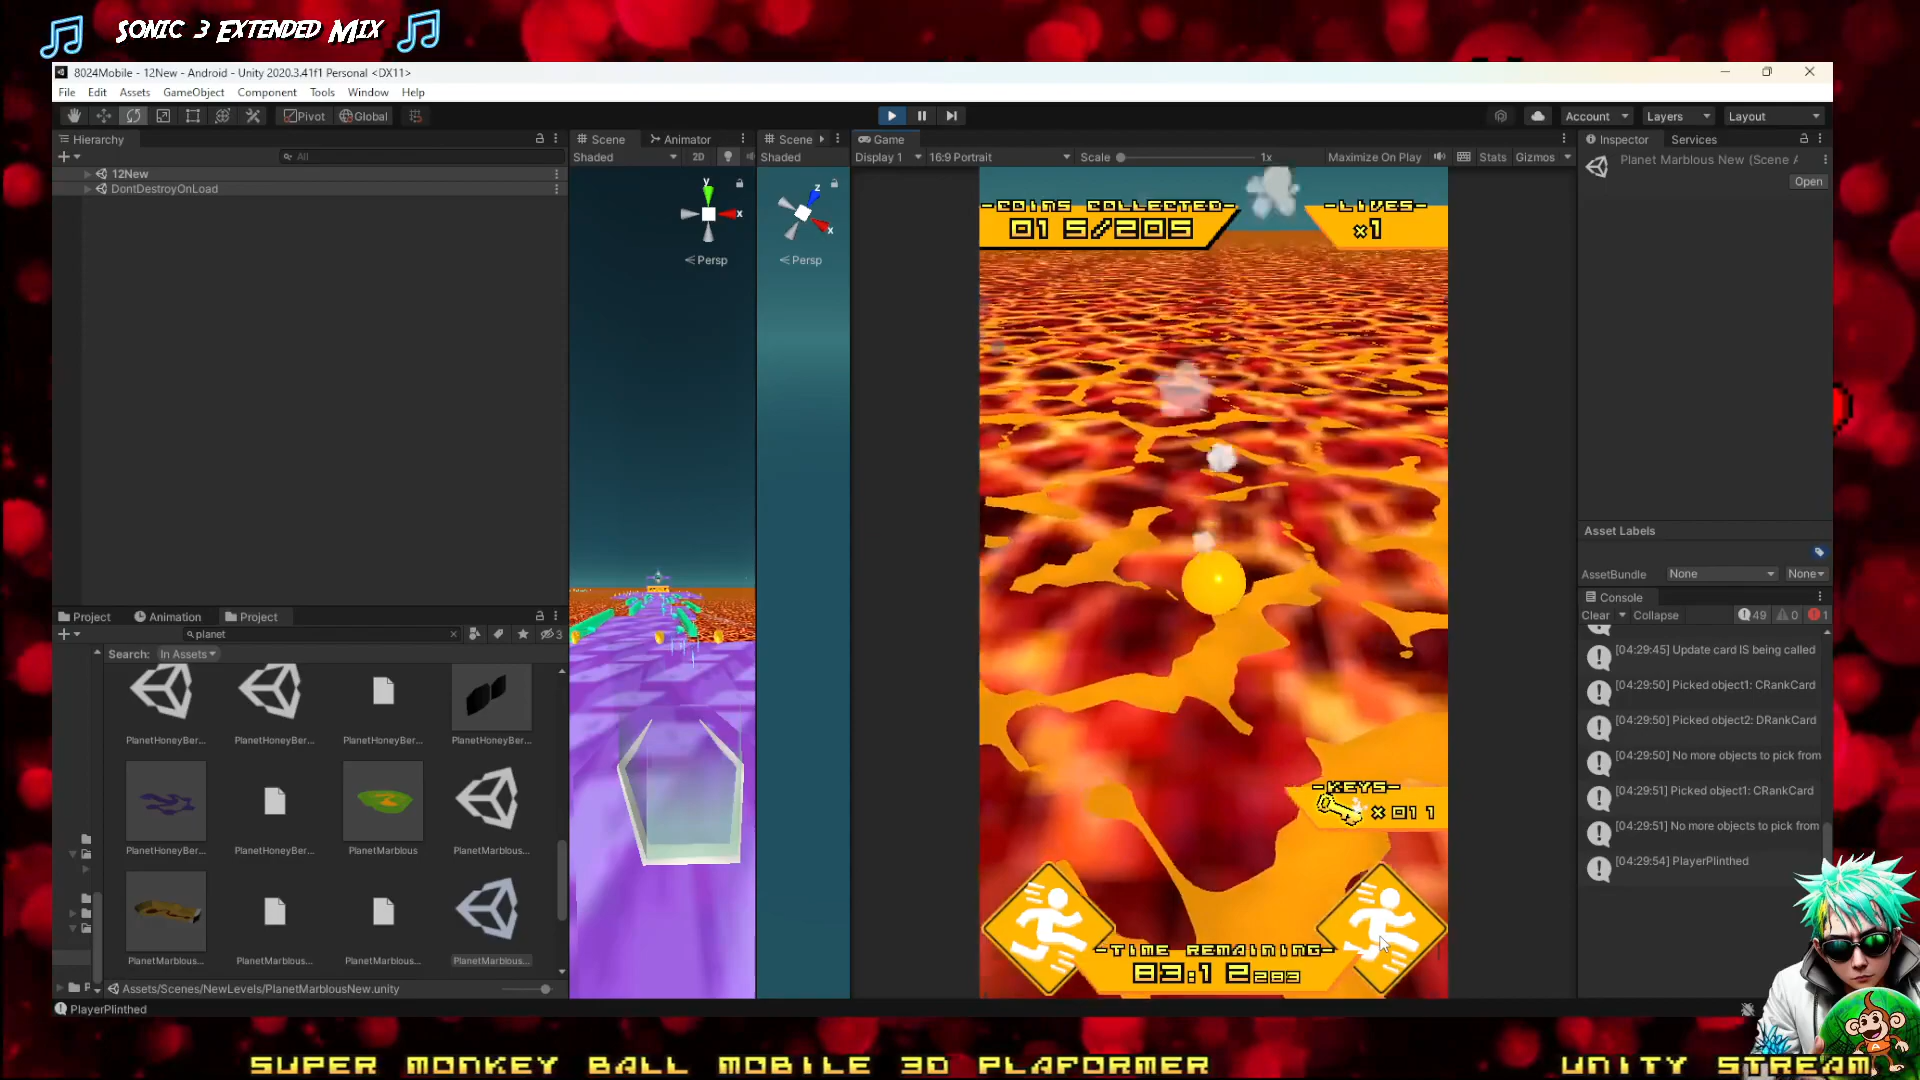 Sonic 3 Extended Mix
8024Mobile - 12New - Android - Unity 2020.3.41f1 Personal <DX11>
File Edit Assets GameObject Component Tools Window Help
Pivot Global Account Layers Layout
Hierarchy
All
12New
DontDestroyOnLoad
Scene Animator
Shaded 2D
y
x
Persp
Scene
Shaded
z
x
Persp
Game
Display 1 16:9 Portrait Scale 1x Maximize On Play Stats Gizmos
-COINS COLLECTED-
015/205
-LIVES-
×1
-KEYS-
×011
-TIME REMAINING-
83:12283
Inspector Services
Planet Marblous New (Scene A
Open
Asset Labels
AssetBundle None None
Console
Clear Collapse 49 0 1
[04:29:45] Update card IS being called
[04:29:50] Picked object1: CRankCard
[04:29:50] Picked object2: DRankCard
[04:29:50] No more objects to pick from
[04:29:51] Picked object1: CRankCard
[04:29:51] No more objects to pick from
[04:29:54] PlayerPlinthed
Project Animation Project
planet 3
Search: In Assets
PlanetHoneyBer... PlanetHoneyBer... PlanetHoneyBer... PlanetHoneyBer...
PlanetHoneyBer... PlanetHoneyBer... PlanetMarblous PlanetMarblous...
PlanetMarblous... PlanetMarblous... PlanetMarblous... PlanetMarblous...
Assets/Scenes/NewLevels/PlanetMarblousNew.unity
PlayerPlinthed
SUPER MONKEY BALL MOBILE 3D PLAFORMER
UNITY STREAM